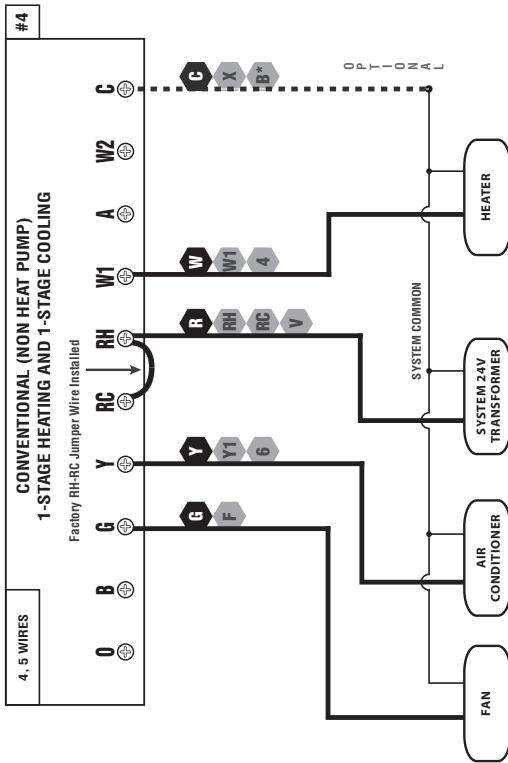 4, 5 WIRES
CONVENTIONAL (NON HEAT PUMP)
1-STAGE HEATING AND 1-STAGE COOLING
#4
Factory RH-RC Jumper Wire Installed
O B G Y RC RH W1 A W2 C
G
F
Y
Y1
6
R
RH
RC
V
W
W1
4
C
X
B*
OPTIONAL
SYSTEM COMMON
FAN
AIR
CONDITIONER
SYSTEM 24V
TRANSFORMER
HEATER